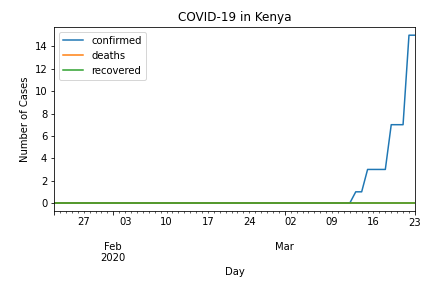 COVID-19 in Kenya
confirmed
deaths
recovered
Number of Cases
14
12
10
8
6
4
2
0
27 03 10 17 24 02 09 16 23
Feb Mar
2020
Day